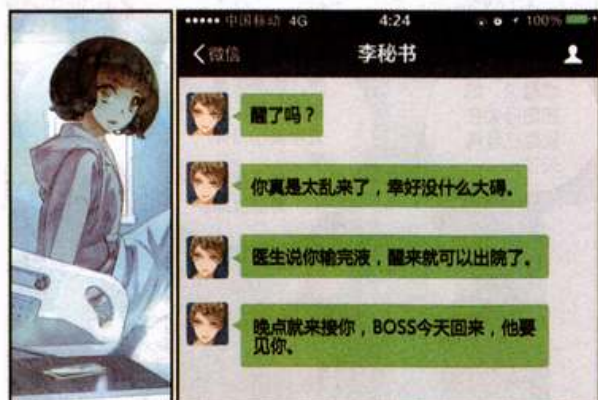 中国移动 4G 4:24 100%
微信 李秘书
醒了吗？
你真是太乱来了，幸好没什么大碍。
医生说你输完液，醒来就可以出院了。
晚点就来接你，BOSS今天回来，他要
见你。